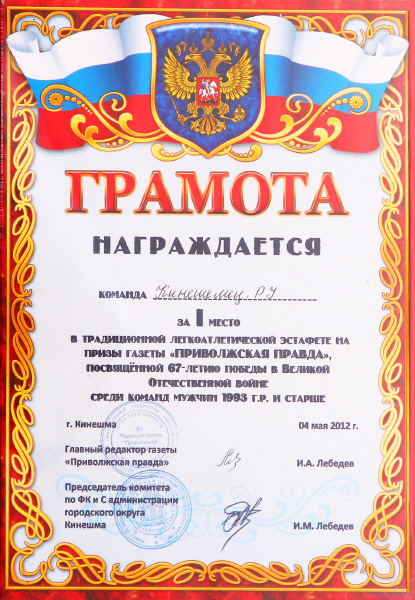 ГРАМОТА
НАГРАЖДАЕТСЯ
КОМАНДА Кинешемец, РУ
ЗА I МЕСТО
В ТРАДИЦИОННОЙ ЛЕГКОАТЛЕТИЧЕСКОЙ ЭСТАФЕТЕ НА
ПРИЗЫ ГАЗЕТЫ «ПРИВОЛЖСКАЯ ПРАВДА»,
ПОСВЯЩЁННОЙ 67-ЛЕТИЮ ПОБЕДЫ В ВЕЛИКОЙ
ОТЕЧЕСТВЕННОЙ ВОЙНЕ
СРЕДИ КОМАНД МУЖЧИН 1993 Г.Р. И СТАРШЕ
г. Кинешма 04 мая 2012 г.
Главный редактор газеты
«Приволжская правда» И.А. Лебедев
Председатель комитета
по ФК и С администрации
городского округа
Кинешма И.М. Лебедев